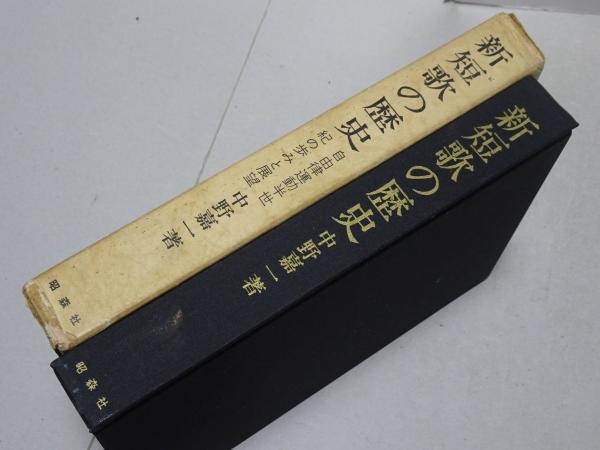 新短歌の歴史
自由律運動半世
紀の歩みと展望
中野嘉一著
昭森社
新短歌の歴史
中野嘉一著
昭森社